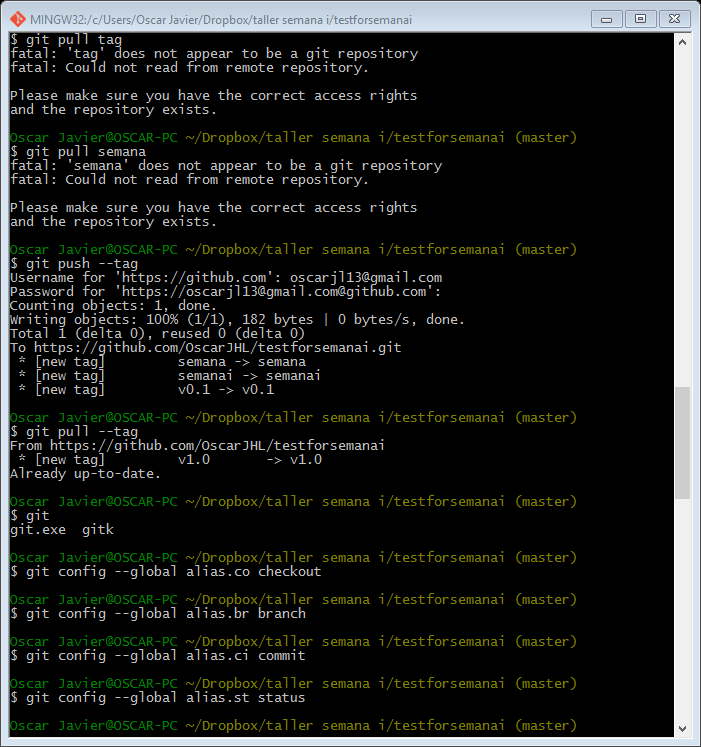 MINGW32:/c/Users/Oscar Javier/Dropbox/taller semana i/testforsemanai
$ git pull tag
fatal: 'tag' does not appear to be a git repository
fatal: Could not read from remote repository.

Please make sure you have the correct access rights
and the repository exists.

Oscar Javier@OSCAR-PC ~/Dropbox/taller semana i/testforsemanai (master)
$ git pull semana
fatal: 'semana' does not appear to be a git repository
fatal: Could not read from remote repository.

Please make sure you have the correct access rights
and the repository exists.

Oscar Javier@OSCAR-PC ~/Dropbox/taller semana i/testforsemanai (master)
$ git push --tag
Username for 'https://github.com': oscarjl13@gmail.com
Password for 'https://oscarjl13@gmail.com@github.com':
Counting objects: 1, done.
Writing objects: 100% (1/1), 182 bytes | 0 bytes/s, done.
Total 1 (delta 0), reused 0 (delta 0)
To https://github.com/OscarJHL/testforsemanai.git
 * [new tag]         semana -> semana
 * [new tag]         semanai -> semanai
 * [new tag]         v0.1 -> v0.1

Oscar Javier@OSCAR-PC ~/Dropbox/taller semana i/testforsemanai (master)
$ git pull --tag
From https://github.com/OscarJHL/testforsemanai
 * [new tag]         v1.0       -> v1.0
Already up-to-date.

Oscar Javier@OSCAR-PC ~/Dropbox/taller semana i/testforsemanai (master)
$ git
git.exe  gitk

Oscar Javier@OSCAR-PC ~/Dropbox/taller semana i/testforsemanai (master)
$ git config --global alias.co checkout

Oscar Javier@OSCAR-PC ~/Dropbox/taller semana i/testforsemanai (master)
$ git config --global alias.br branch

Oscar Javier@OSCAR-PC ~/Dropbox/taller semana i/testforsemanai (master)
$ git config --global alias.ci commit

Oscar Javier@OSCAR-PC ~/Dropbox/taller semana i/testforsemanai (master)
$ git config --global alias.st status

Oscar Javier@OSCAR-PC ~/Dropbox/taller semana i/testforsemanai (master)